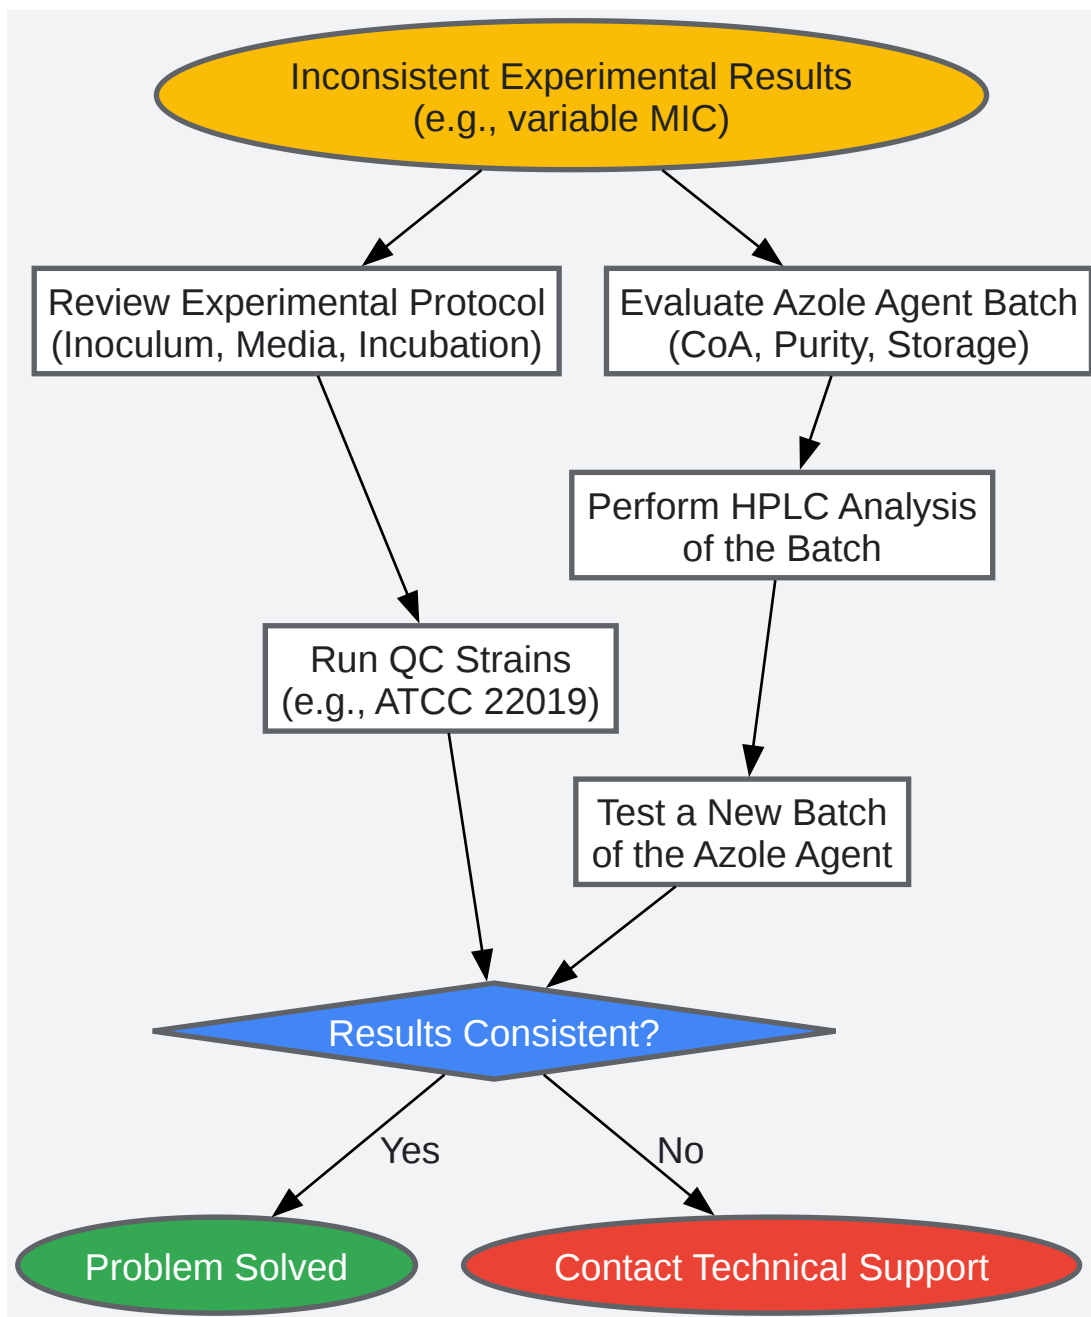 Inconsistent Experimental Results
(e.g., variable MIC)
Review Experimental Protocol
(Inoculum, Media, Incubation)
Evaluate Azole Agent Batch
(CoA, Purity, Storage)
Perform HPLC Analysis
of the Batch
Run QC Strains
(e.g., ATCC 22019)
Test a New Batch
of the Azole Agent
Results Consistent?
Yes
No
Problem Solved
Contact Technical Support